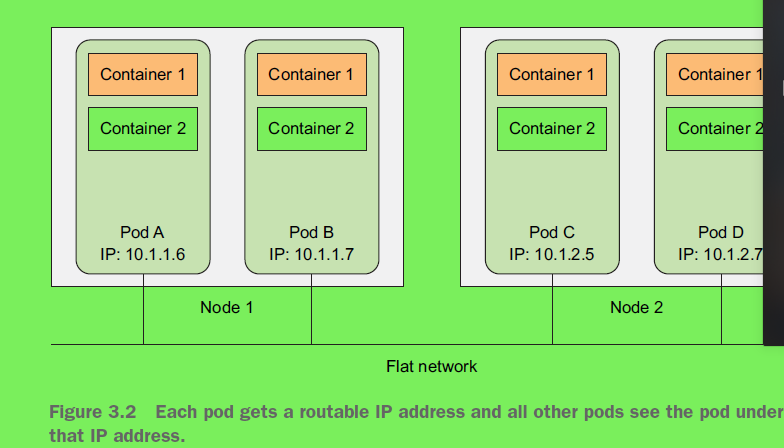 Container 1 Container 1 Container 1 Container 1
Container 2 Container 2 Container 2 Container 2
Pod A Pod B Pod C Pod D
IP: 10.1.1.6 IP: 10.1.1.7 IP: 10.1.2.5 IP: 10.1.2.7
Node 1 Node 2
Flat network
Figure 3.2 Each pod gets a routable IP address and all other pods see the pod under
that IP address.